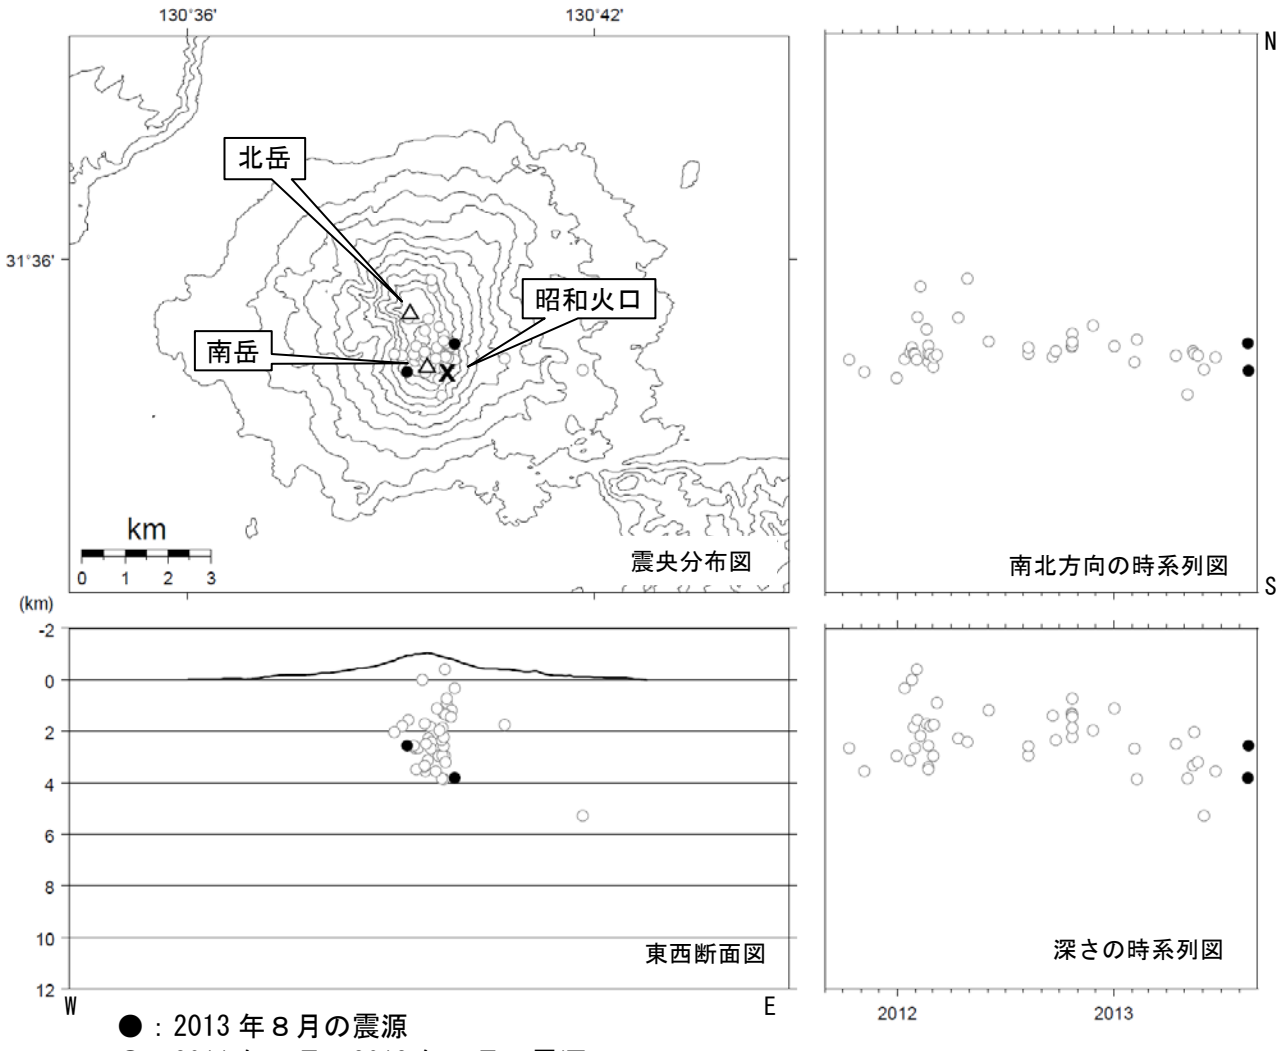 130°36' 130°42'
N
北岳
31°36'
昭和火口
南岳
X
km
0 1 2 3
震央分布図
南北方向の時系列図
S
(km)
-2
0
2
4
6
8
10
12
東西断面図
深さの時系列図
W E
2012 2013
●：2013年８月の震源